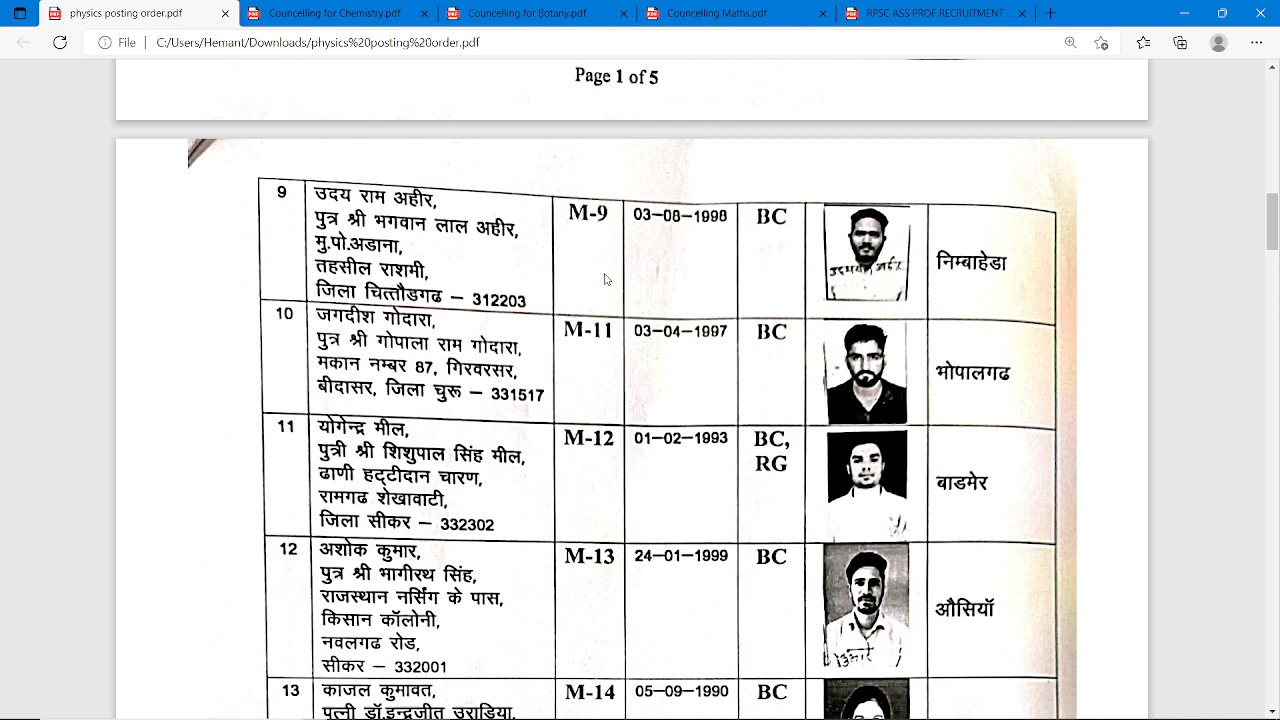 physics posting order.pdf
Councelling for Chemistry.pdf
Councelling for Botany.pdf
Councelling Maths.pdf
RPSC ASS PROF RECRUITMENT
File | C:/Users/Hemant/Downloads/physics%20posting%20order.pdf
Page 1 of 5
9
उदय राम अहीर,
पुत्र श्री भगवान लाल अहीर,
मु.पो.अडाना,
तहसील राशमी,
जिला चित्तौडगढ – 312203
M-9
03-08-1998
BC
निम्बाहेडा
10
जगदीश गोदारा,
पुत्र श्री गोपाला राम गोदारा,
मकान नम्बर 87, गिरवरसर,
बीदासर, जिला चुरू – 331517
M-11
03-04-1997
BC
भोपालगढ
11
योगेन्द्र मील,
पुत्री श्री शिशुपाल सिंह मील,
ढाणी हट्टीदान चारण,
रामगढ शेखावाटी,
जिला सीकर – 332302
M-12
01-02-1993
BC,
RG
बाडमेर
12
अशोक कुमार,
पुत्र श्री भागीरथ सिंह,
राजस्थान नर्सिंग के पास,
किसान कॉलोनी,
नवलगढ रोड,
सीकर – 332001
M-13
24-01-1999
BC
औसियॉ
13
काजल कुमावत,
पत्नी डॉ.इन्द्रजीत उराडिया,
M-14
05-09-1990
BC